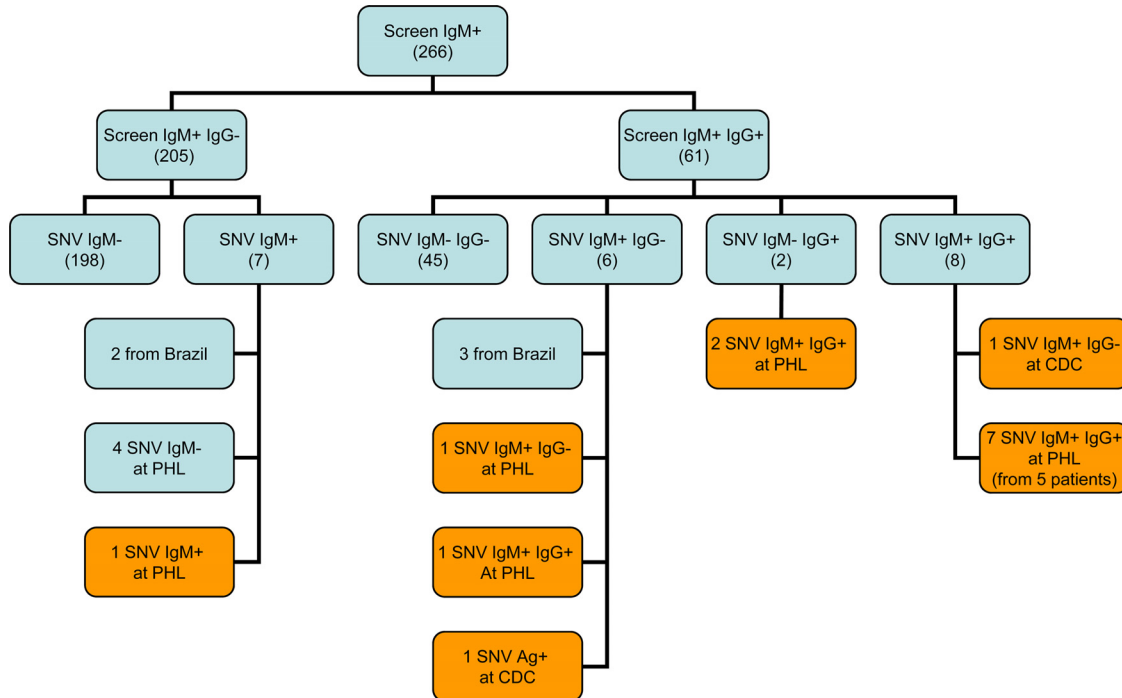 Screen IgM+
(266)
Screen IgM+ IgG-
(205)
Screen IgM+ IgG+
(61)
SNV IgM-
(198)
SNV IgM+
(7)
SNV IgM- IgG-
(45)
SNV IgM+ IgG-
(6)
SNV IgM- IgG+
(2)
SNV IgM+ IgG+
(8)
2 from Brazil
3 from Brazil
2 SNV IgM+ IgG+
at PHL
1 SNV IgM+ IgG-
at CDC
4 SNV IgM-
at PHL
1 SNV IgM+ IgG-
at PHL
7 SNV IgM+ IgG+
at PHL
(from 5 patients)
1 SNV IgM+
at PHL
1 SNV IgM+ IgG+
At PHL
1 SNV Ag+
at CDC